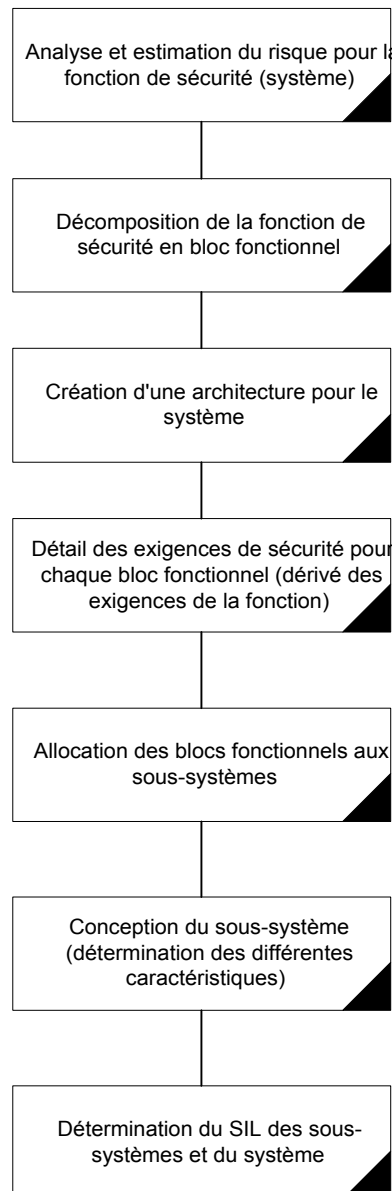 Analyse et estimation du risque pour la
fonction de sécurité (système)
Décomposition de la fonction de
sécurité en bloc fonctionnel
Création d'une architecture pour le
système
Détail des exigences de sécurité pour
chaque bloc fonctionnel (dérivé des
exigences de la fonction)
Allocation des blocs fonctionnels aux
sous-systèmes
Conception du sous-système
(détermination des différentes
caractéristiques)
Détermination du SIL des sous-
systèmes et du système